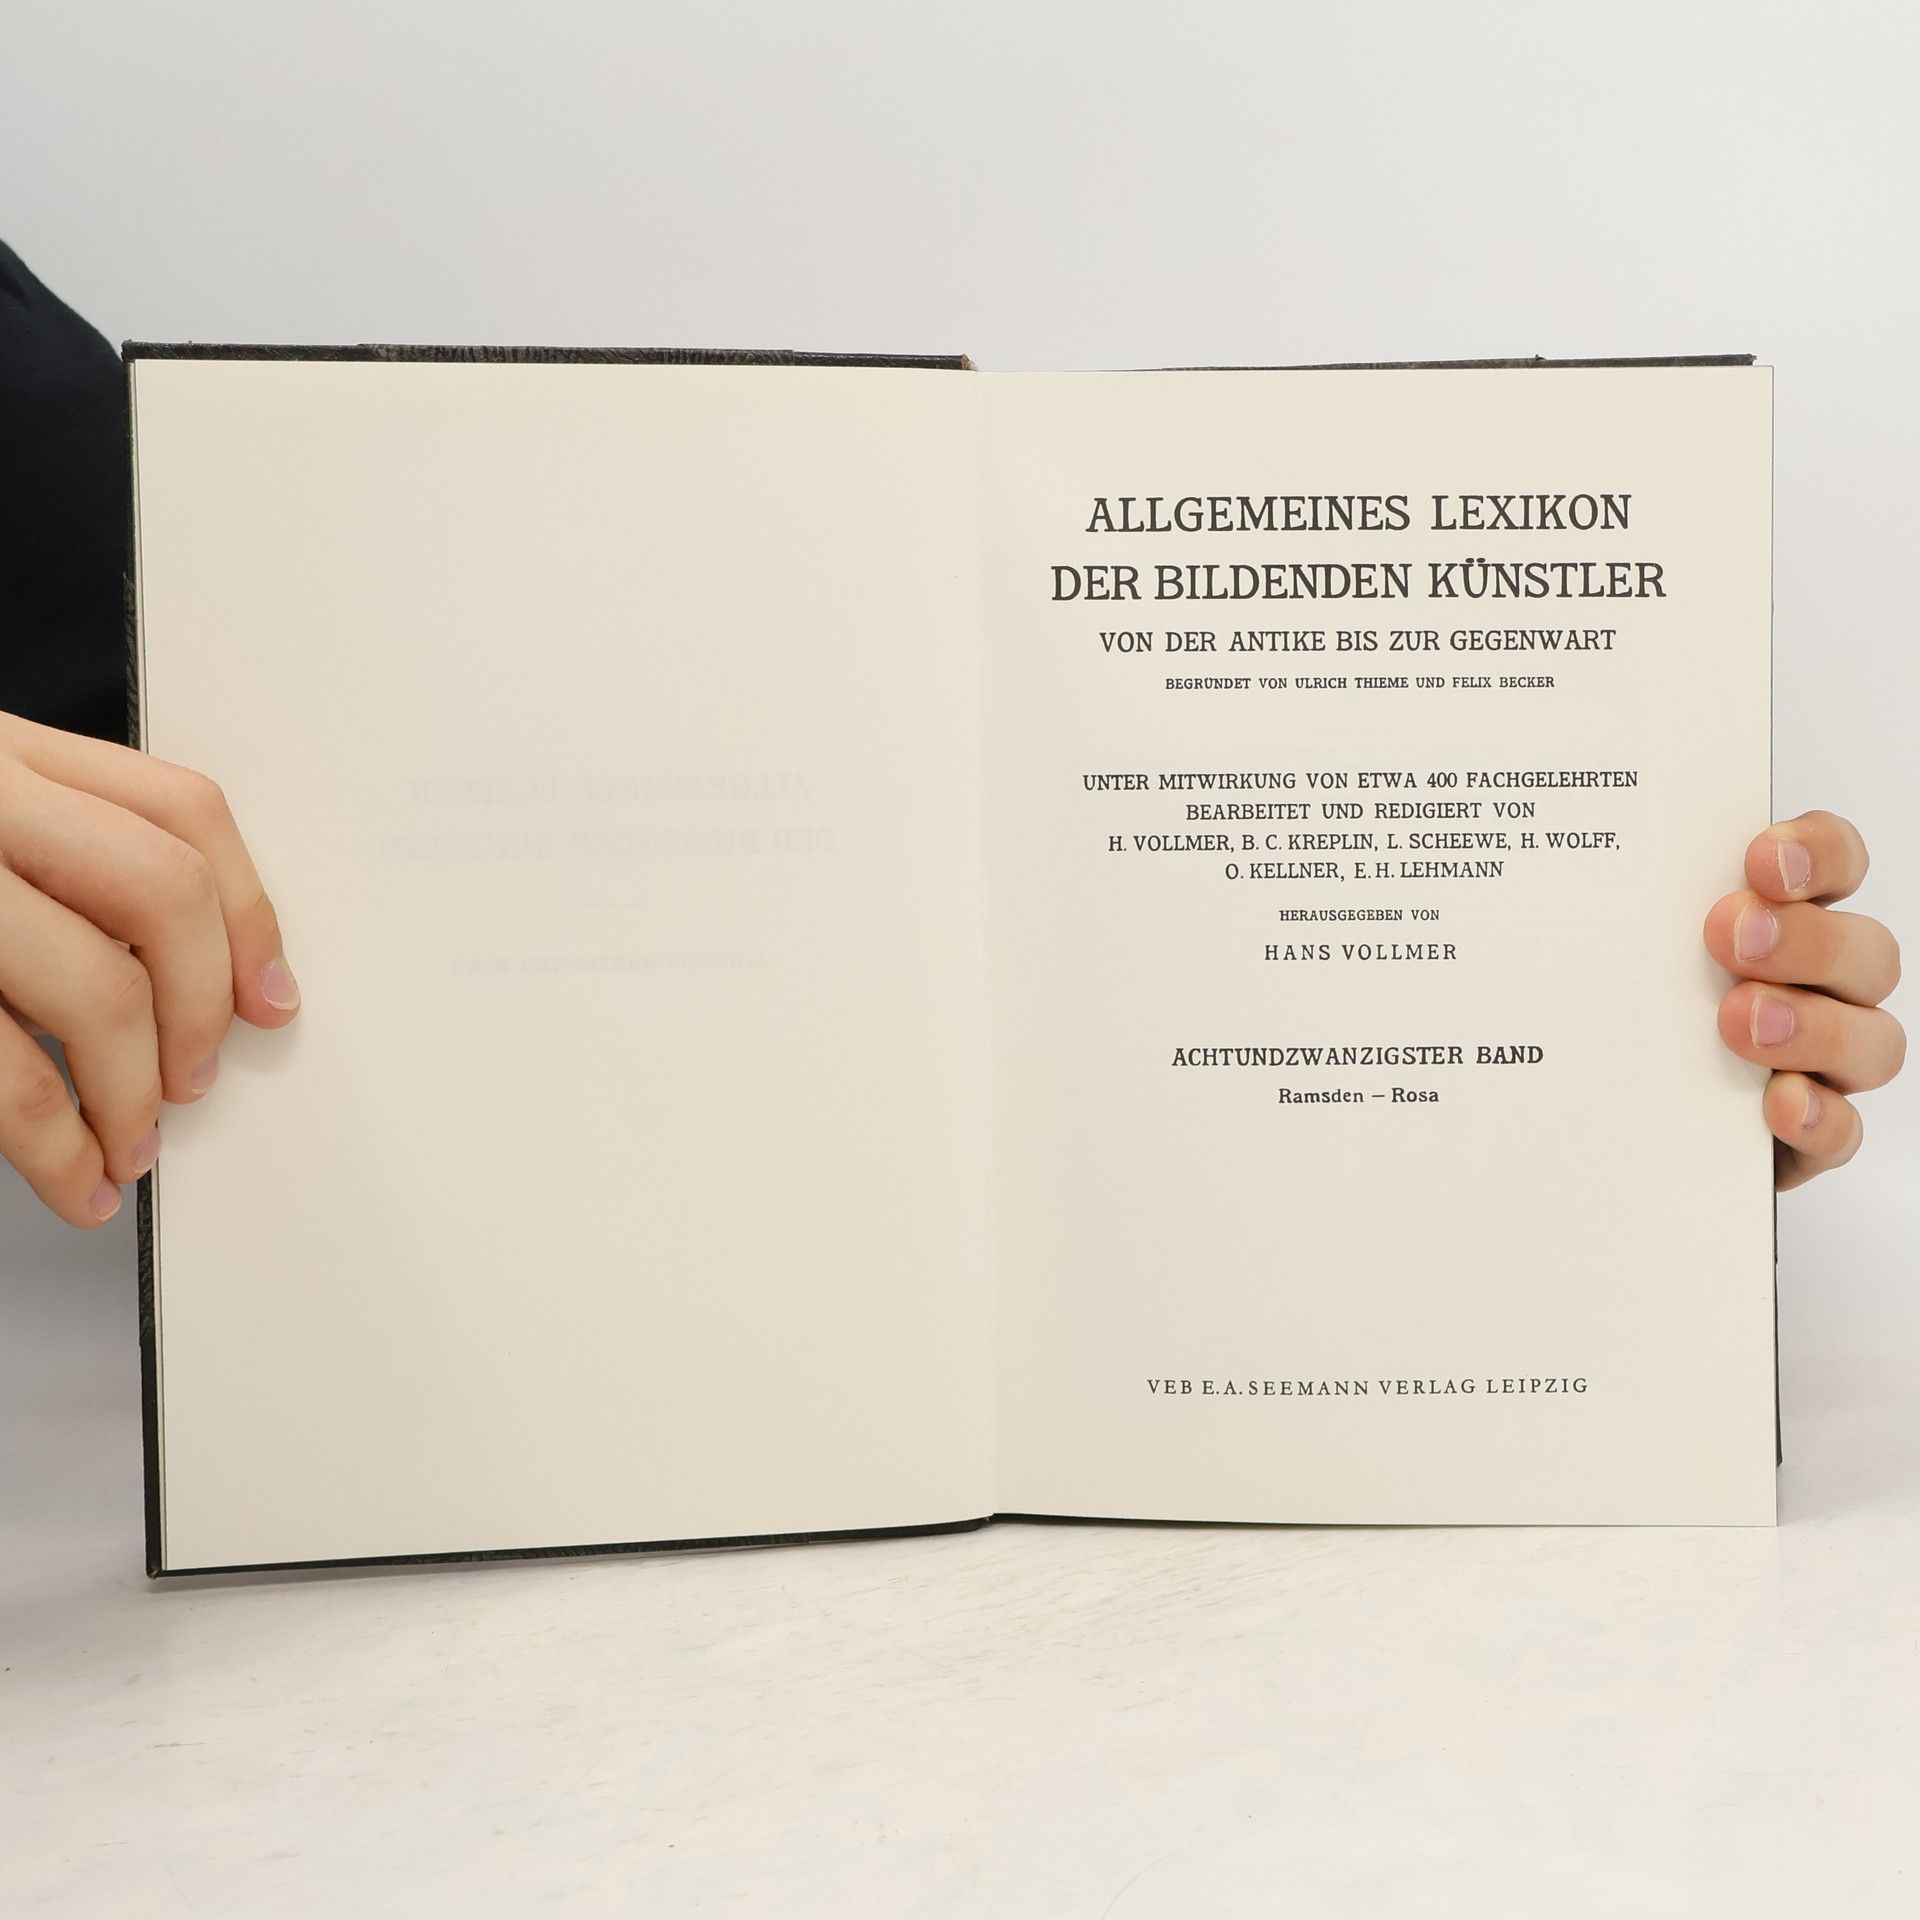 ALLGEMEINES LEXIKON
DER BILDENDEN KÜNSTLER
VON DER ANTIKE BIS ZUR GEGENWART
BEGRÜNDET VON ULRICH THIEME UND FELIX BECKER
UNTER MITWIRKUNG VON ETWA 400 FACHGELEHRTEN
BEARBEITET UND REDIGIERT VON
H. VOLLMER, B. C. KREPLIN, L. SCHEEWE, H. WOLFF,
O. KELLNER, E. H. LEHMANN
HERAUSGEGEBEN VON
HANS VOLLMER
ACHTUNDZWANZIGSTER BAND
Ramsden – Rosa
VEB E. A. SEEMANN VERLAG LEIPZIG